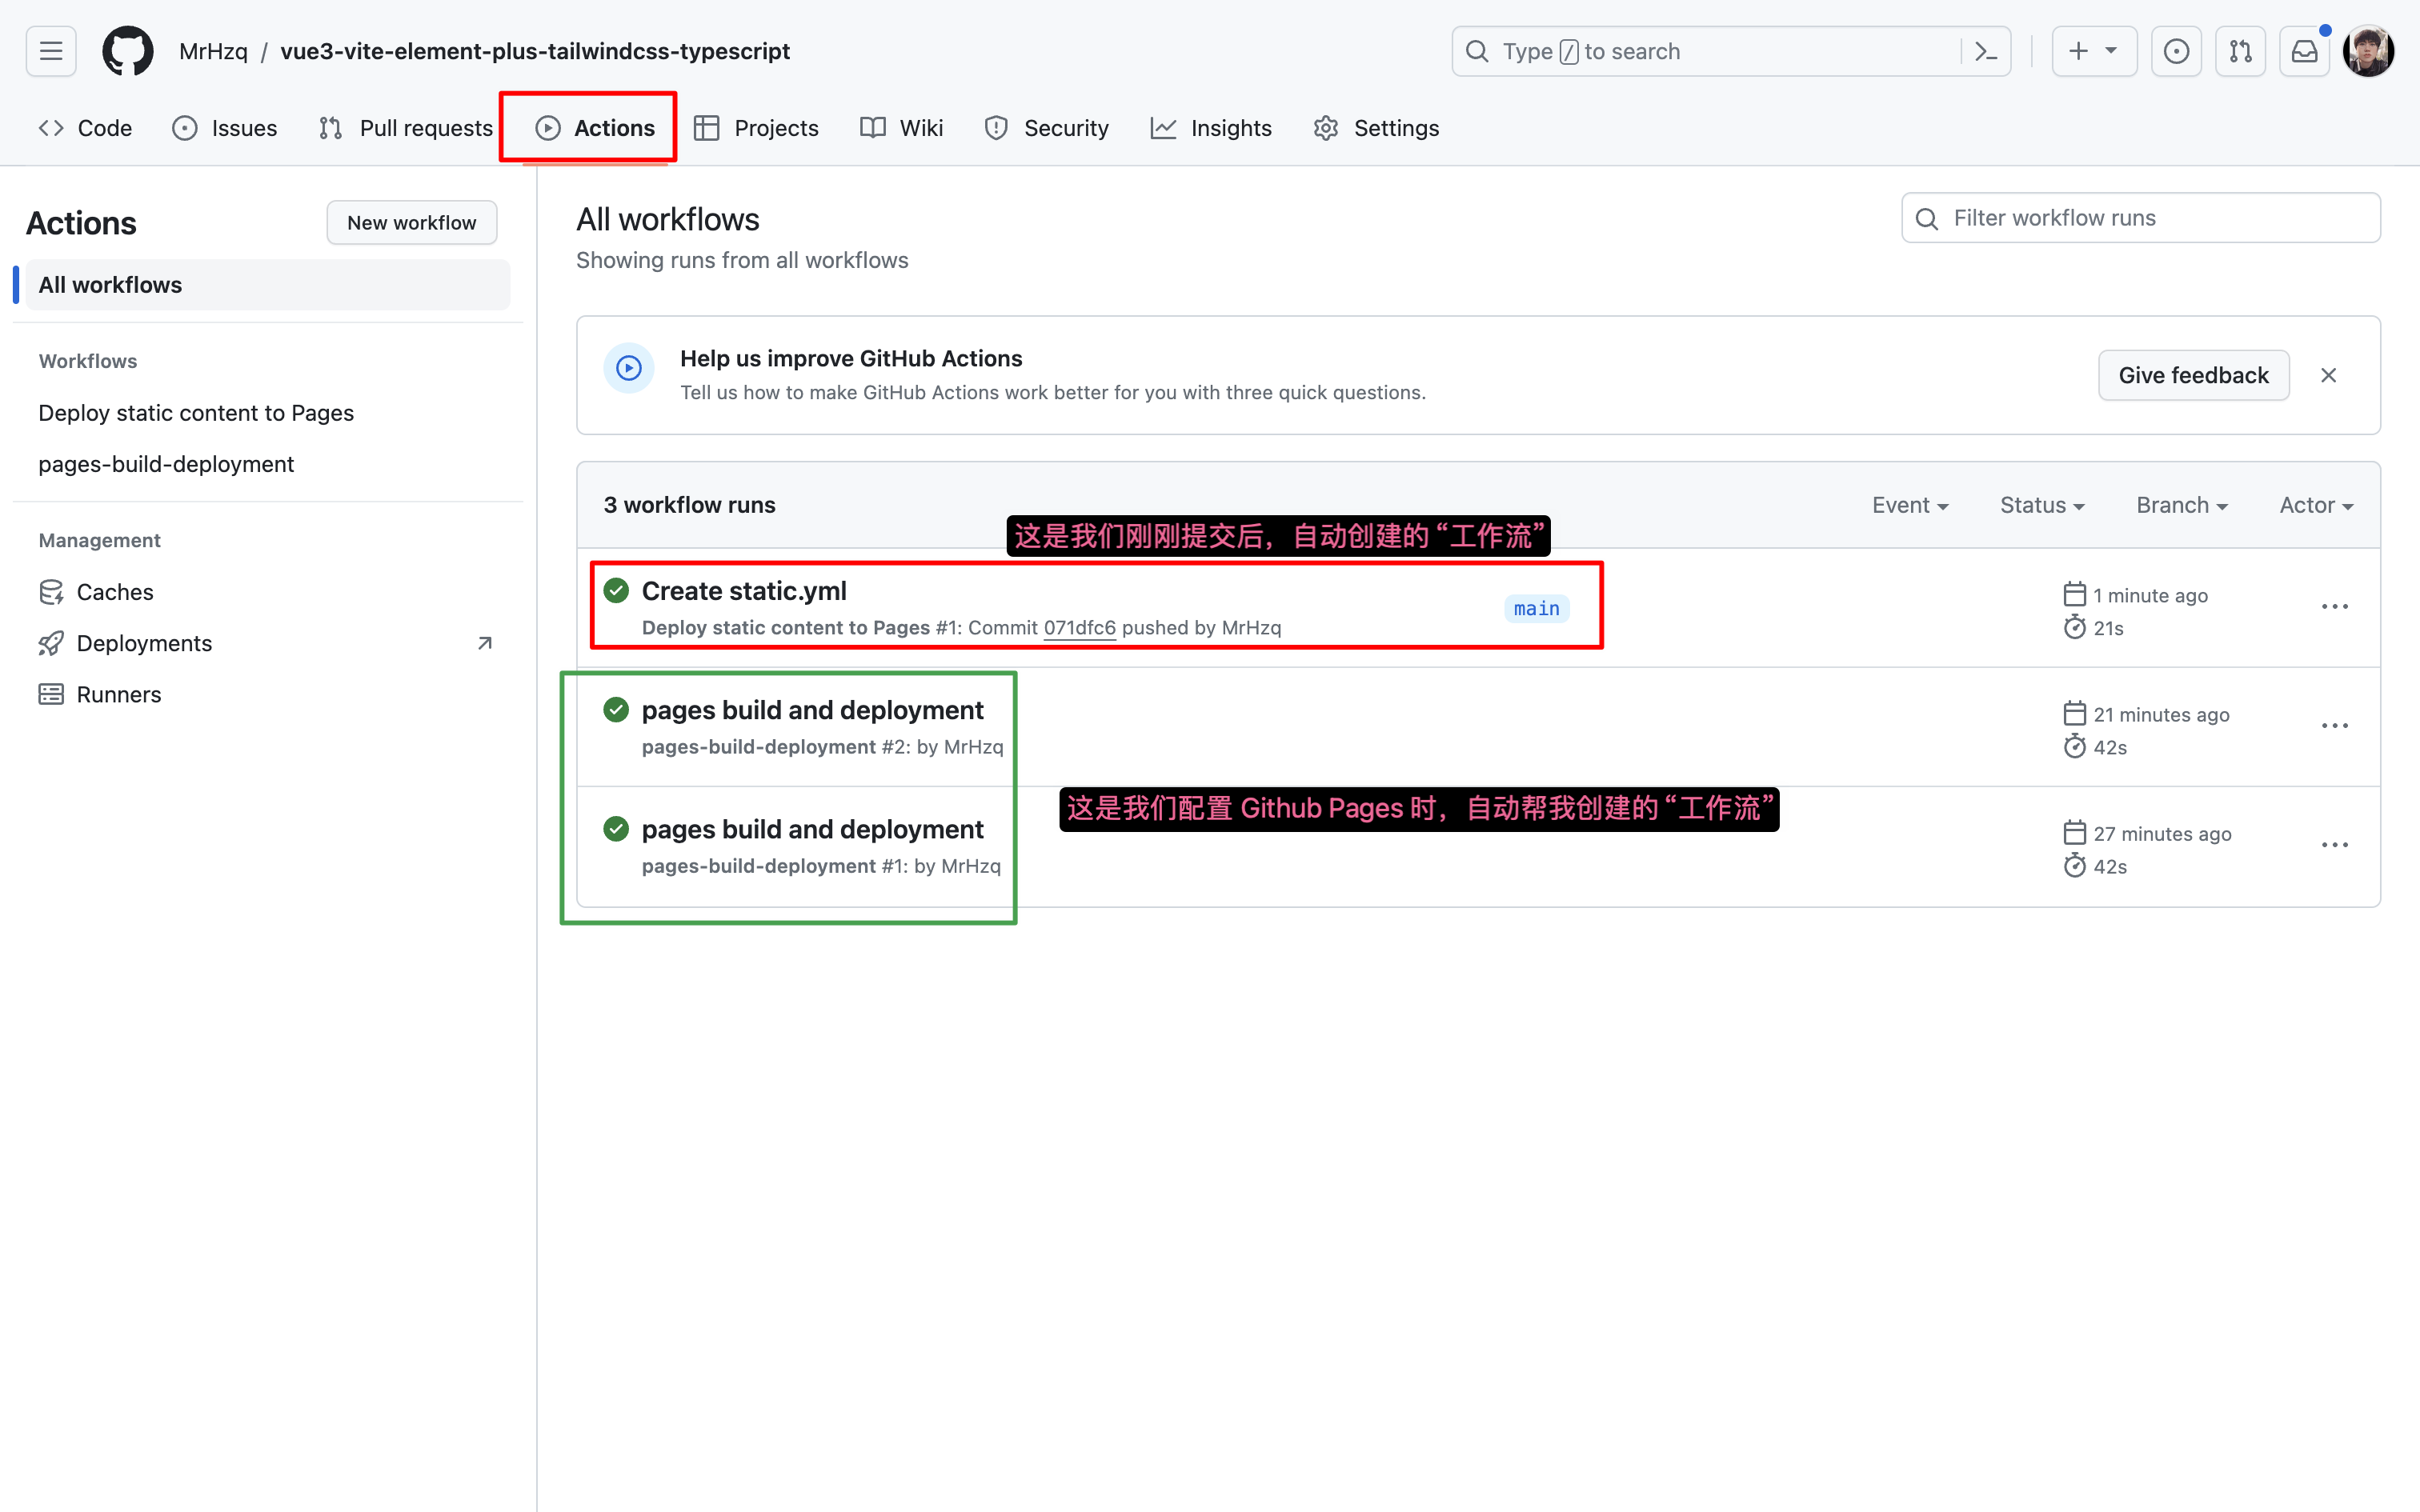 MrHzq / vue3-vite-element-plus-tailwindcss-typescript
Type / to search
Code Issues Pull requests Actions Projects Wiki Security Insights Settings
Actions
New workflow
All workflows
Workflows
Deploy static content to Pages
pages-build-deployment
Management
Caches
Deployments
Runners
All workflows
Showing runs from all workflows
Filter workflow runs
Help us improve GitHub Actions
Tell us how to make GitHub Actions work better for you with three quick questions.
Give feedback
3 workflow runs
Event Status Branch Actor
这是我们刚刚提交后，自动创建的“工作流”
Create static.yml
Deploy static content to Pages #1: Commit 071dfc6 pushed by MrHzq
main
1 minute ago
21s
pages build and deployment
pages-build-deployment #2: by MrHzq
21 minutes ago
42s
这是我们配置 Github Pages 时，自动帮我创建的“工作流”
pages build and deployment
pages-build-deployment #1: by MrHzq
27 minutes ago
42s